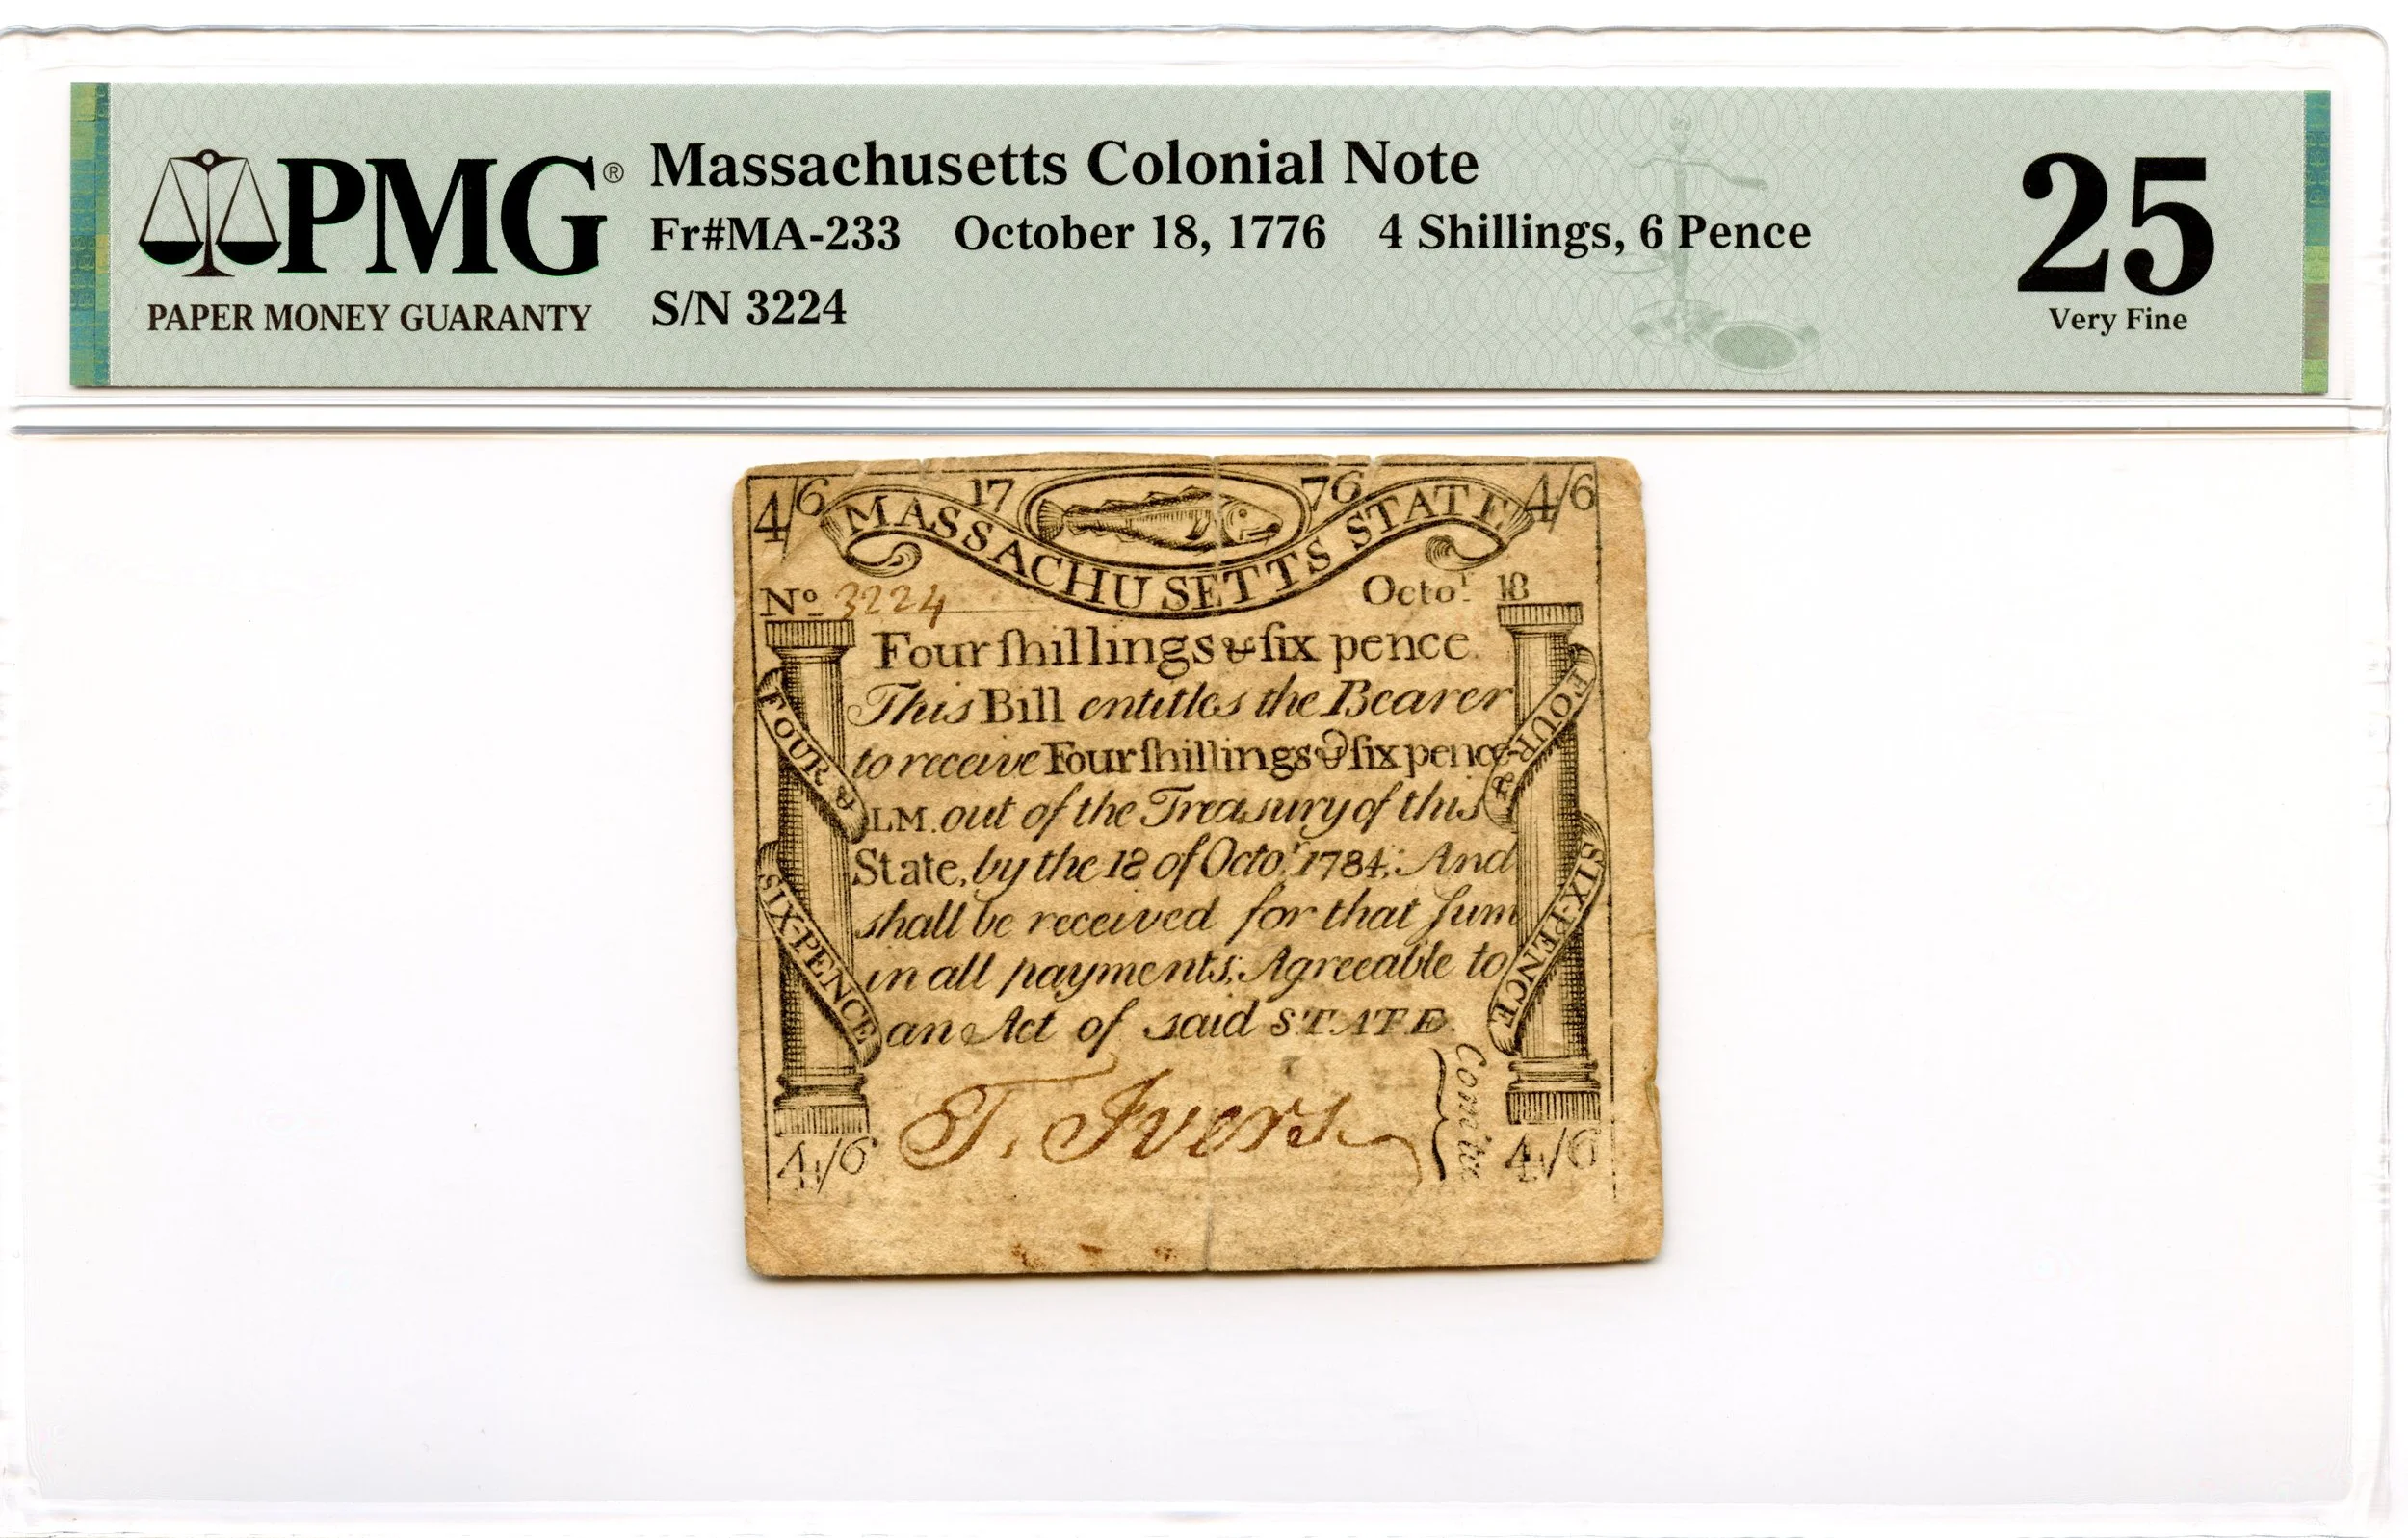 PMG®
PAPER MONEY GUARANTY
Massachusetts Colonial Note
Fr#MA-233 October 18, 1776 4 Shillings, 6 Pence
S/N 3224
25
Very Fine
4/6 17 76 4/6
MASSACHUSETTS STATE
No 3224 Octor. 18
Four ſhillings & ſix pence.
This Bill entitles the Bearer
to receive Four ſhillings & ſix pence
LM. out of the Treasury of this
State, by the 18 of Octor. 1784; And
shall be received for that Sum
in all payments; Agreeable to
an Act of said STATE.
FOUR &
SIX-PENCE
FOUR &
SIX-PENCE
T. Ivers
Com'tee
4/6 4/6